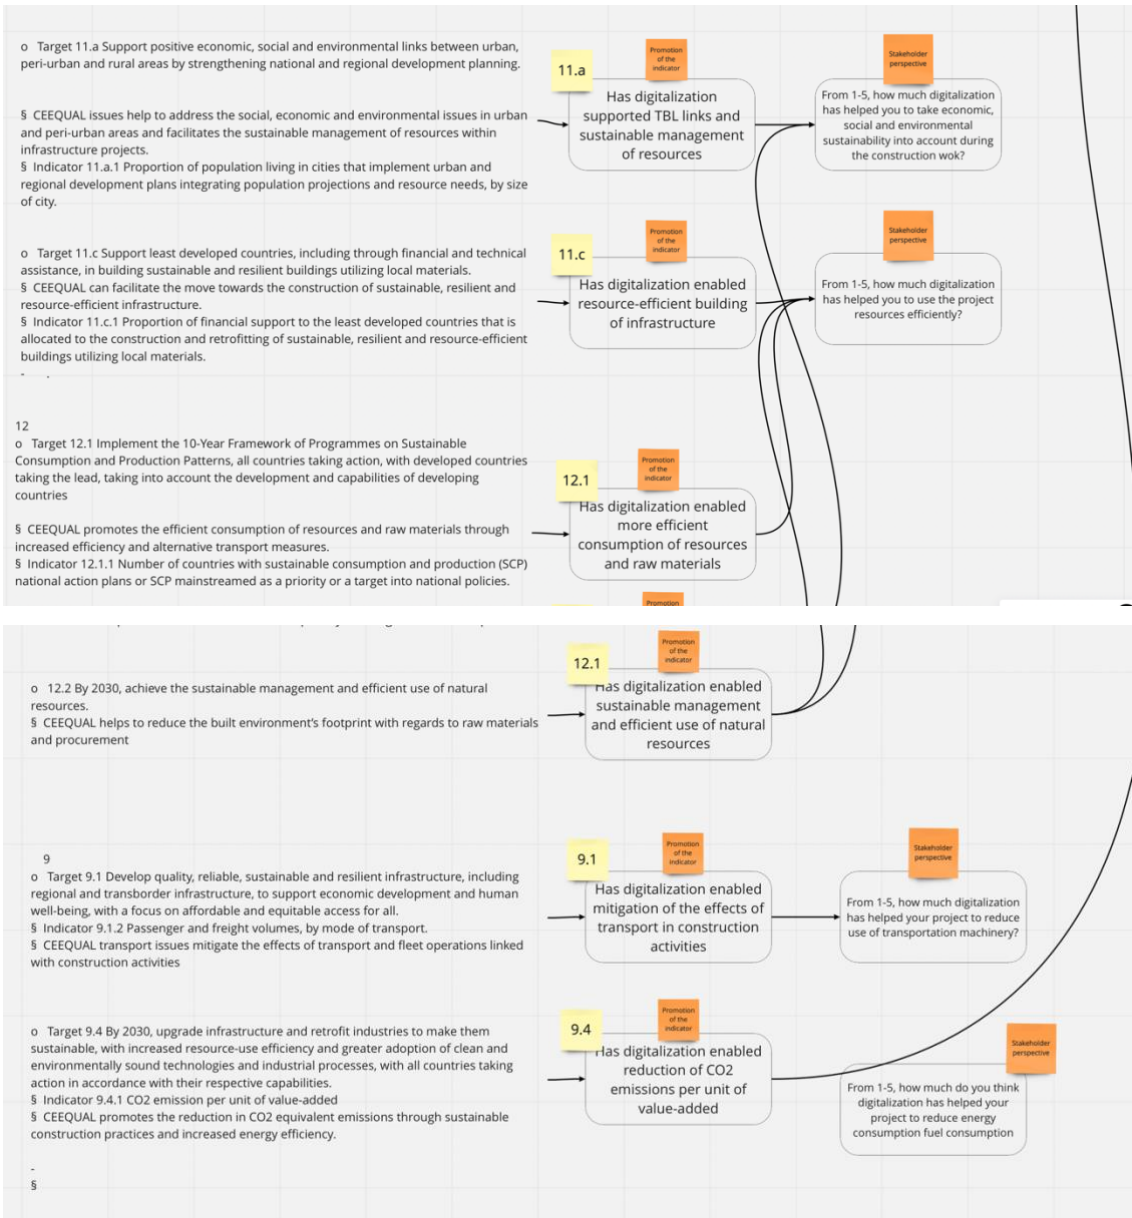 o Target 11.a Support positive economic, social and environmental links between urban,
peri-urban and rural areas by strengthening national and regional development planning.
§ CEEQUAL issues help to address the social, economic and environmental issues in urban
and peri-urban areas and facilitates the sustainable management of resources within
infrastructure projects.
§ Indicator 11.a.1 Proportion of population living in cities that implement urban and
regional development plans integrating population projections and resource needs, by size
of city.
11.a
Promotion
of the
indicator
Has digitalization
supported TBL links and
sustainable management
of resources
Stakeholder
perspective
From 1-5, how much digitalization
has helped you to take economic,
social and environmental
sustainability into account during
the construction wok?
o Target 11.c Support least developed countries, including through financial and technical
assistance, in building sustainable and resilient buildings utilizing local materials.
§ CEEQUAL can facilitate the move towards the construction of sustainable, resilient and
resource-efficient infrastructure.
§ Indicator 11.c.1 Proportion of financial support to the least developed countries that is
allocated to the construction and retrofitting of sustainable, resilient and resource-efficient
buildings utilizing local materials.
11.c
Promotion
of the
indicator
Has digitalization enabled
resource-efficient building
of infrastructure
Stakeholder
perspective
From 1-5, how much digitalization
has helped you to use the project
resources efficiently?
12
o Target 12.1 Implement the 10-Year Framework of Programmes on Sustainable
Consumption and Production Patterns, all countries taking action, with developed countries
taking the lead, taking into account the development and capabilities of developing
countries
§ CEEQUAL promotes the efficient consumption of resources and raw materials through
increased efficiency and alternative transport measures.
§ Indicator 12.1.1 Number of countries with sustainable consumption and production (SCP)
national action plans or SCP mainstreamed as a priority or a target into national policies.
12.1
Promotion
of the
indicator
Has digitalization enabled
more efficient
consumption of resources
and raw materials
Promotion
o 12.2 By 2030, achieve the sustainable management and efficient use of natural
resources.
§ CEEQUAL helps to reduce the built environment's footprint with regards to raw materials
and procurement
12.1
Promotion
of the
indicator
Has digitalization enabled
sustainable management
and efficient use of natural
resources
9
o Target 9.1 Develop quality, reliable, sustainable and resilient infrastructure, including
regional and transborder infrastructure, to support economic development and human
well-being, with a focus on affordable and equitable access for all.
§ Indicator 9.1.2 Passenger and freight volumes, by mode of transport.
§ CEEQUAL transport issues mitigate the effects of transport and fleet operations linked
with construction activities
9.1
Promotion
of the
indicator
Has digitalization enabled
mitigation of the effects of
transport in construction
activities
Stakeholder
perspective
From 1-5, how much digitalization
has helped your project to reduce
use of transportation machinery?
o Target 9.4 By 2030, upgrade infrastructure and retrofit industries to make them
sustainable, with increased resource-use efficiency and greater adoption of clean and
environmentally sound technologies and industrial processes, with all countries taking
action in accordance with their respective capabilities.
§ Indicator 9.4.1 CO2 emission per unit of value-added
§ CEEQUAL promotes the reduction in CO2 equivalent emissions through sustainable
construction practices and increased energy efficiency.
-
§
9.4
Promotion
of the
indicator
Has digitalization enabled
reduction of CO2
emissions per unit of
value-added
Stakeholder
perspective
From 1-5, how much do you think
digitalization has helped your
project to reduce energy
consumption fuel consumption